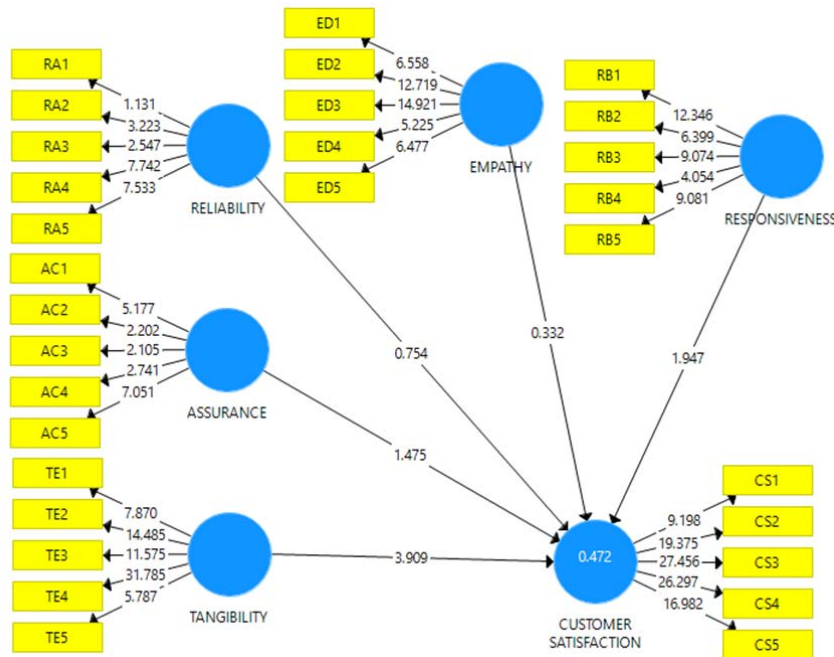 RA1
RA2
RA3
RA4
RA5
1.131
3.223
2.547
7.742
7.533
RELIABILITY
ED1
ED2
ED3
ED4
ED5
6.558
12.719
14.921
5.225
6.477
EMPATHY
RB1
RB2
RB3
RB4
RB5
12.346
6.399
9.074
4.054
9.081
RESPONSIVENESS
AC1
AC2
AC3
AC4
AC5
5.177
2.202
2.105
2.741
7.051
ASSURANCE
0.754
0.332
1.947
1.475
TE1
TE2
TE3
TE4
TE5
7.870
14.485
11.575
31.785
5.787
TANGIBILITY
3.909
0.472
CUSTOMER
SATISFACTION
9.198
19.375
27.456
26.297
16.982
CS1
CS2
CS3
CS4
CS5